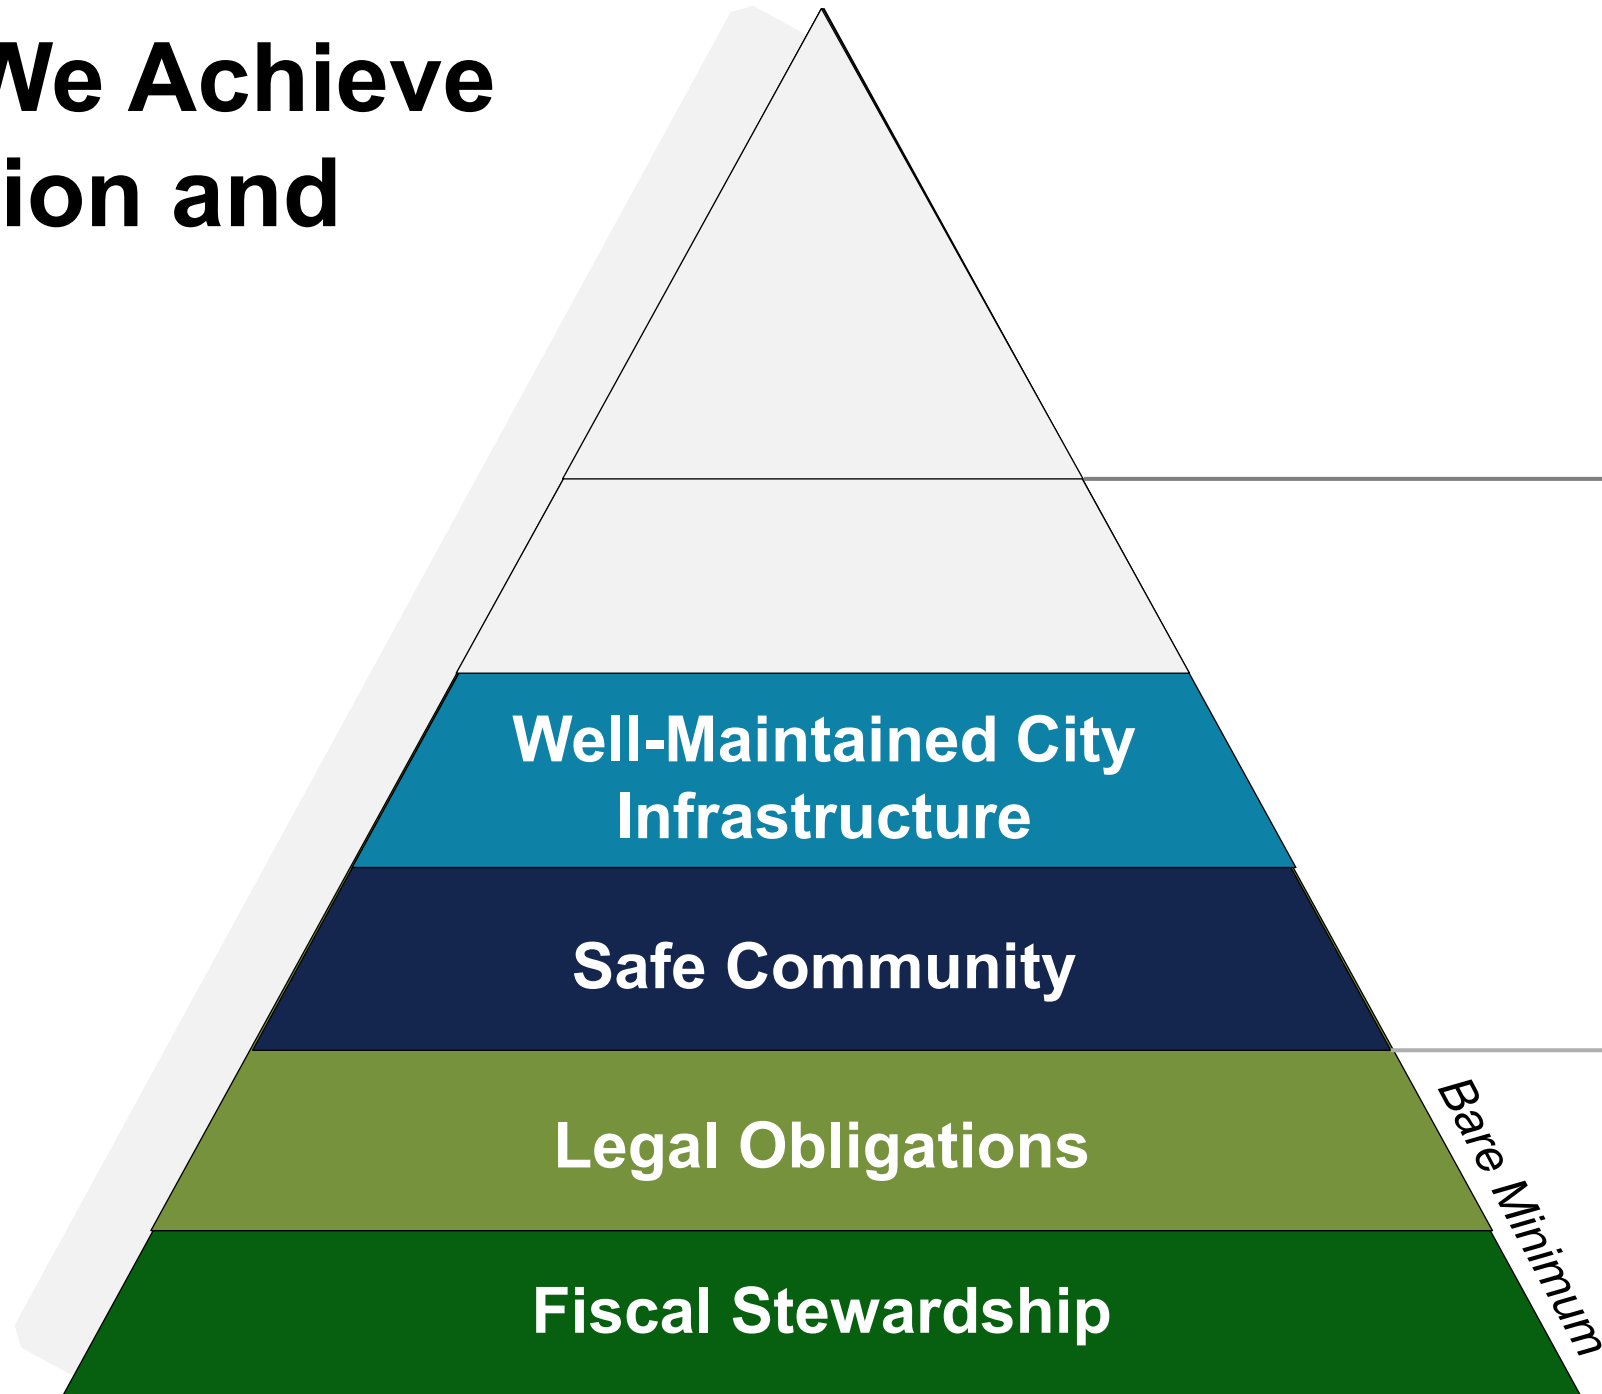 We Achieve
ion and
Well-Maintained City
Infrastructure
Safe Community
Legal Obligations
Bare Minimum
Fiscal Stewardship